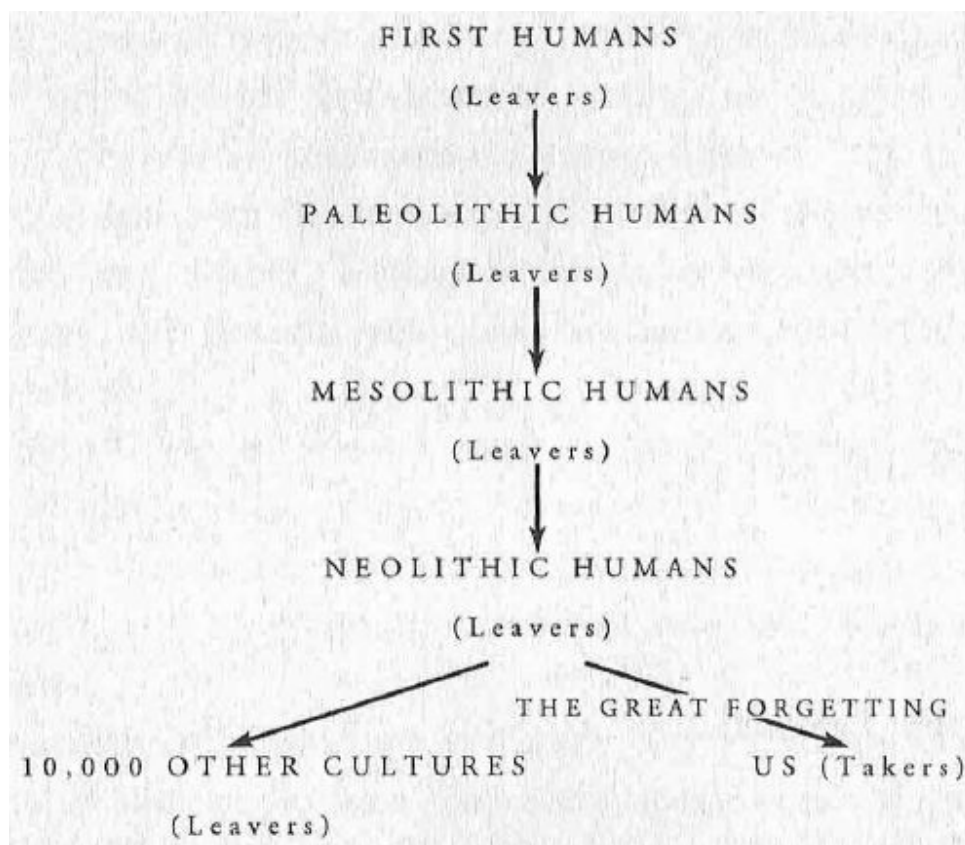 FIRST HUMANS
(Leavers)
PALEOLITHIC HUMANS
(Leavers)
MESOLITHIC HUMANS
(Leavers)
NEOLITHIC HUMANS
(Leavers)
THE GREAT FORGETTING
10,000 OTHER CULTURES
US (Takers)
(Leavers)